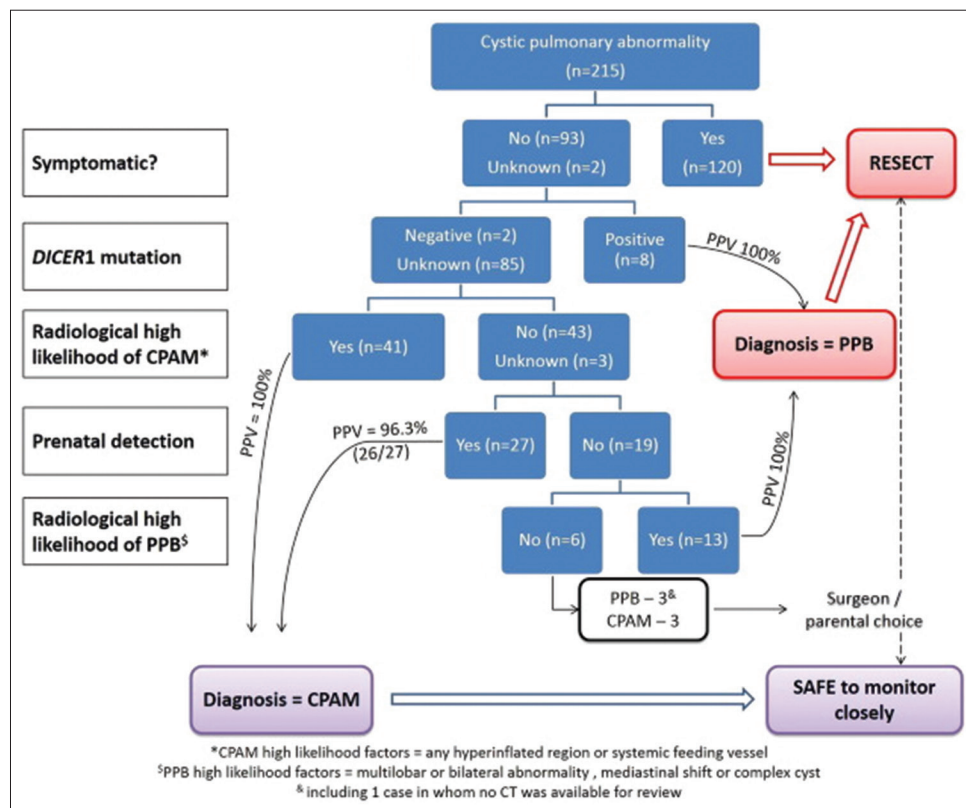 Cystic pulmonary abnormality
(n=215)
Symptomatic?
No (n=93)
Unknown (n=2)
Yes
(n=120)
RESECT
DICER1 mutation
Negative (n=2)
Unknown (n=85)
Positive
(n=8)
PPV 100%
Radiological high
likelihood of CPAM*
Yes (n=41)
No (n=43)
Unknown (n=3)
Diagnosis = PPB
PPV = 100%
Prenatal detection
PPV = 96.3%
(26/27)
Yes (n=27)
No (n=19)
PPV 100%
Radiological high
likelihood of PPB$
No (n=6)
Yes (n=13)
PPB – 3&
CPAM – 3
Surgeon /
parental choice
Diagnosis = CPAM
SAFE to monitor
closely
*CPAM high likelihood factors = any hyperinflated region or systemic feeding vessel
$PPB high likelihood factors = multilobar or bilateral abnormality , mediastinal shift or complex cyst
& including 1 case in whom no CT was available for review